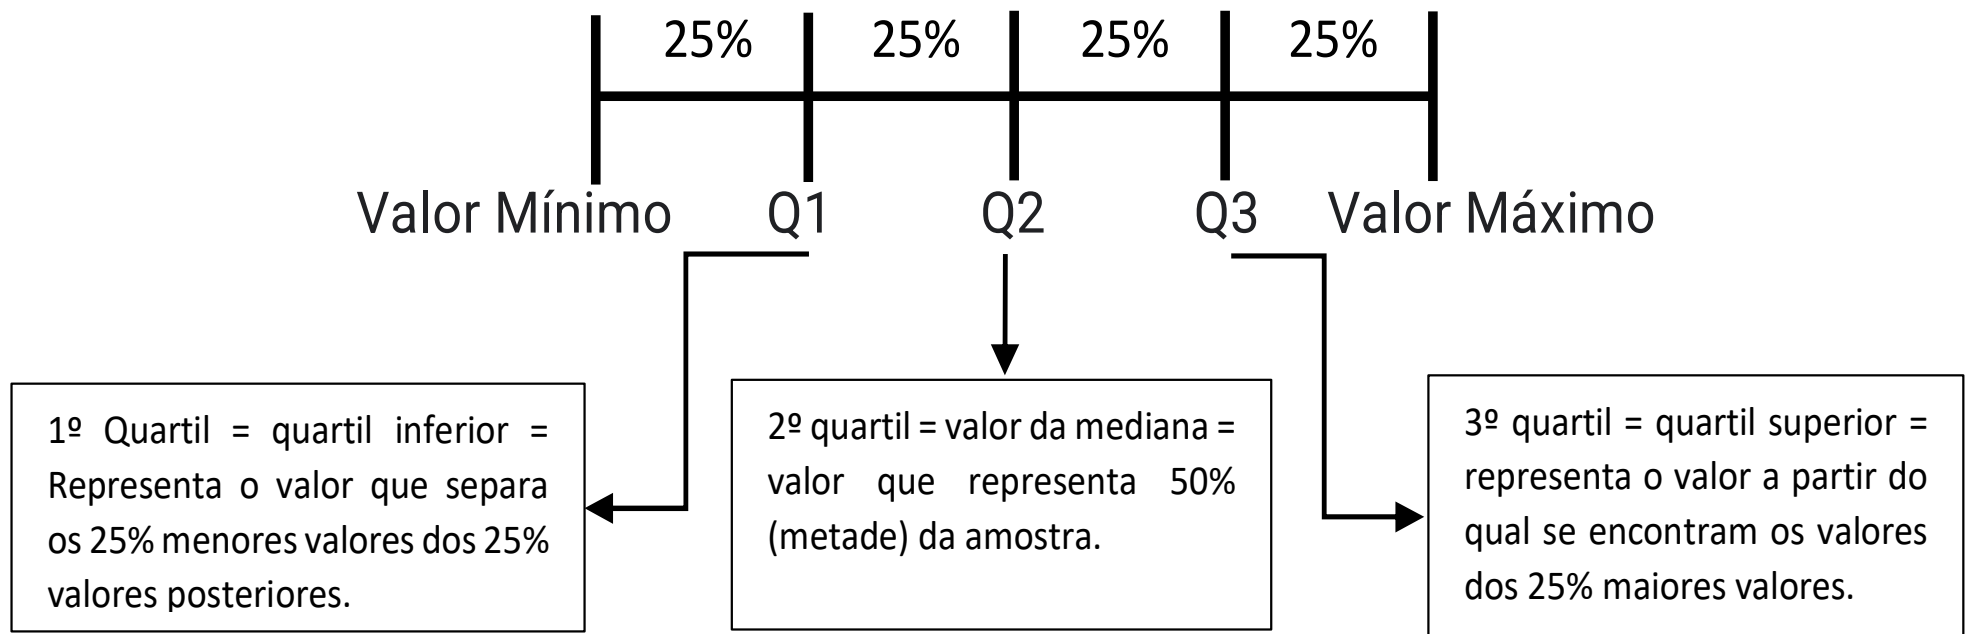 25% 25% 25% 25%
Valor Mínimo Q1 Q2 Q3 Valor Máximo
1º Quartil = quartil inferior =
Representa o valor que separa
os 25% menores valores dos 25%
valores posteriores.
2º quartil = valor da mediana =
valor que representa 50%
(metade) da amostra.
3º quartil = quartil superior =
representa o valor a partir do
qual se encontram os valores
dos 25% maiores valores.